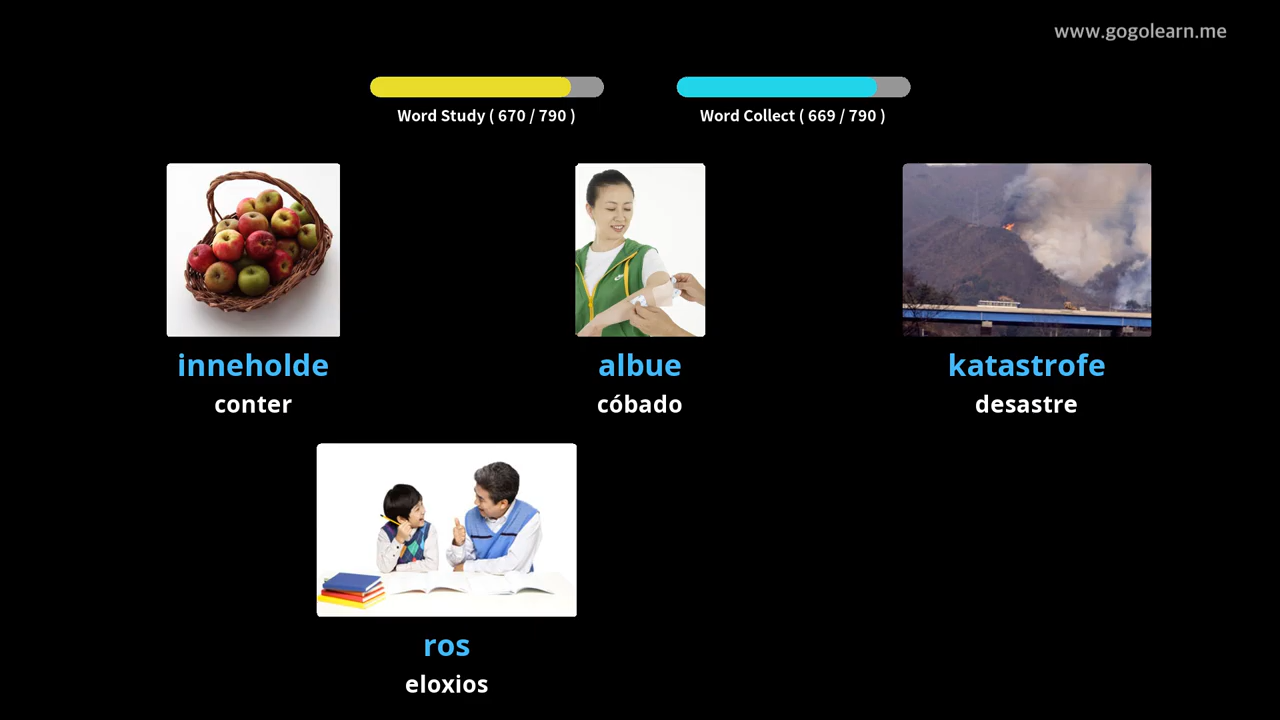 www.gogolearn.me
Word Study ( 670 / 790 )
Word Collect ( 669 / 790 )
inneholde
conter
albue
cóbado
katastrofe
desastre
ros
eloxios